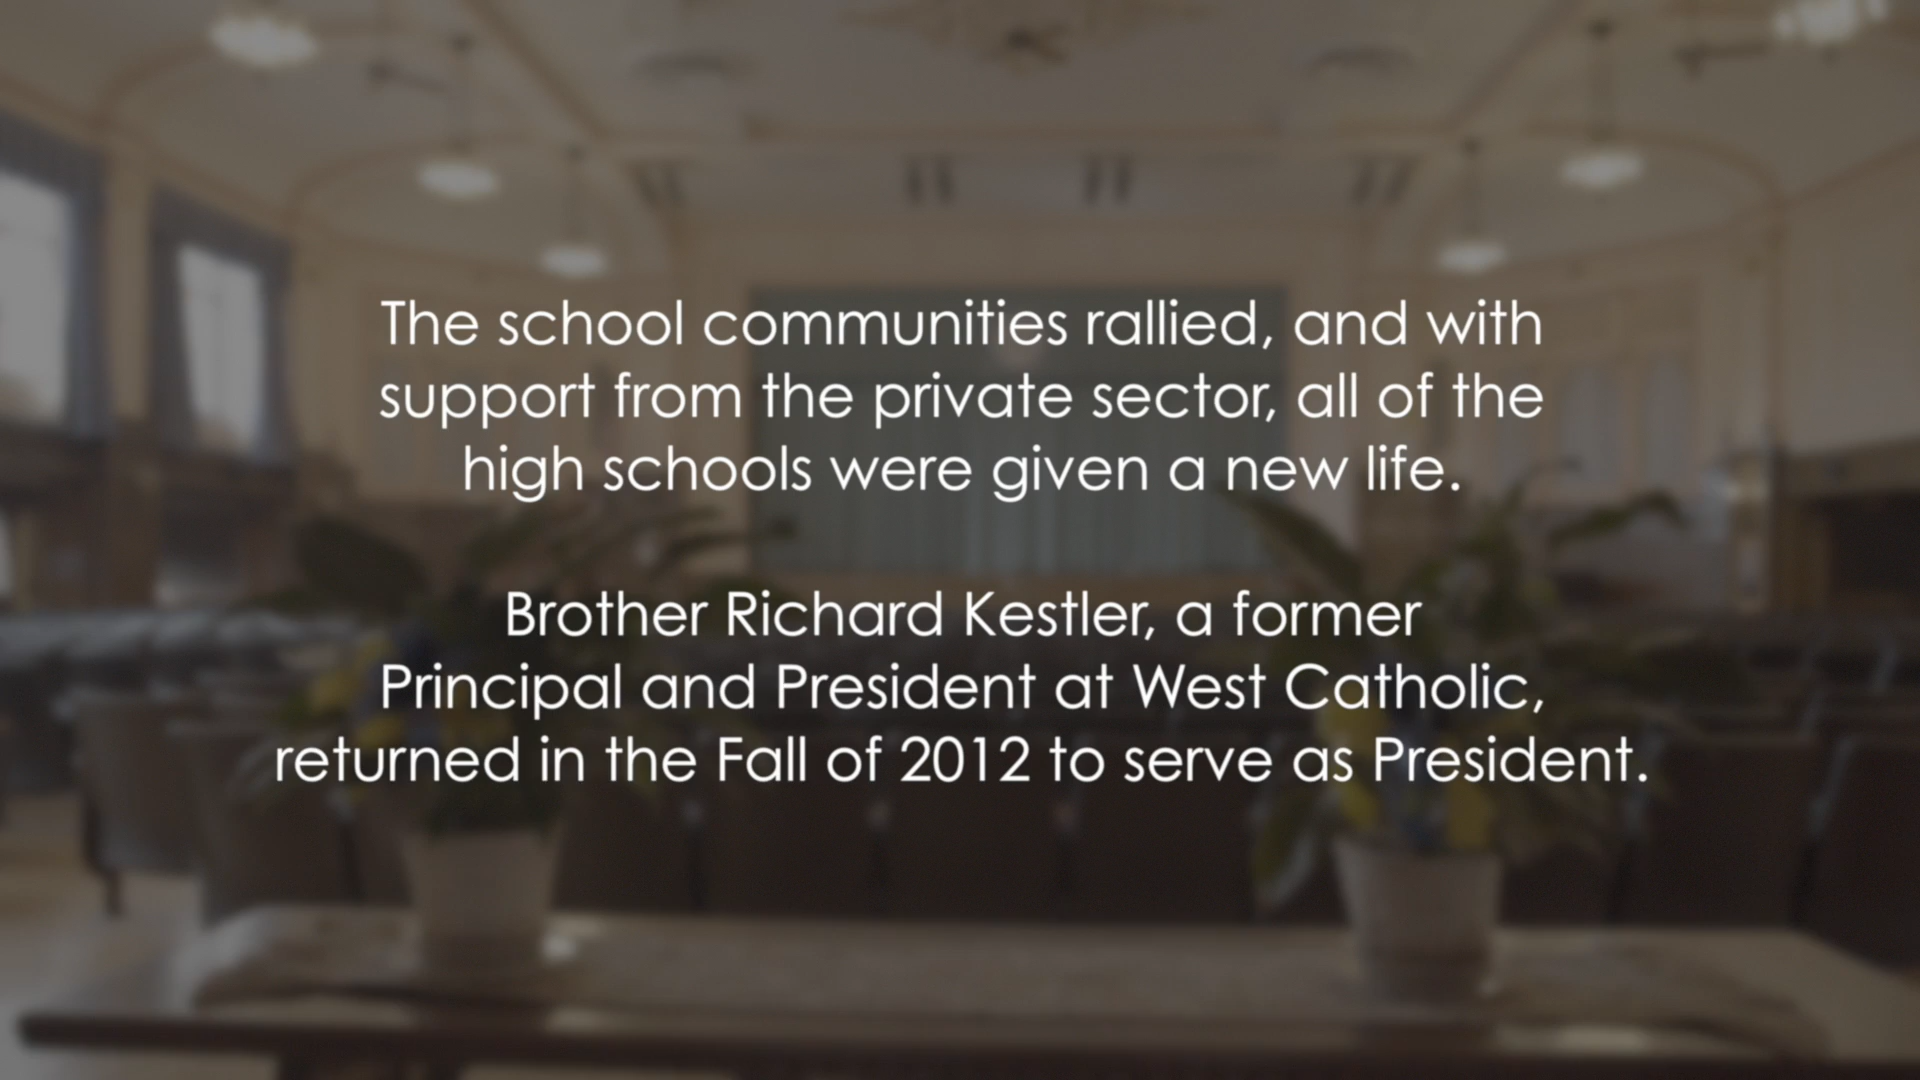 The school communities rallied, and with
support from the private sector, all of the
high schools were given a new life.
Brother Richard Kestler, a former
Principal and President at West Catholic,
returned in the Fall of 2012 to serve as President.